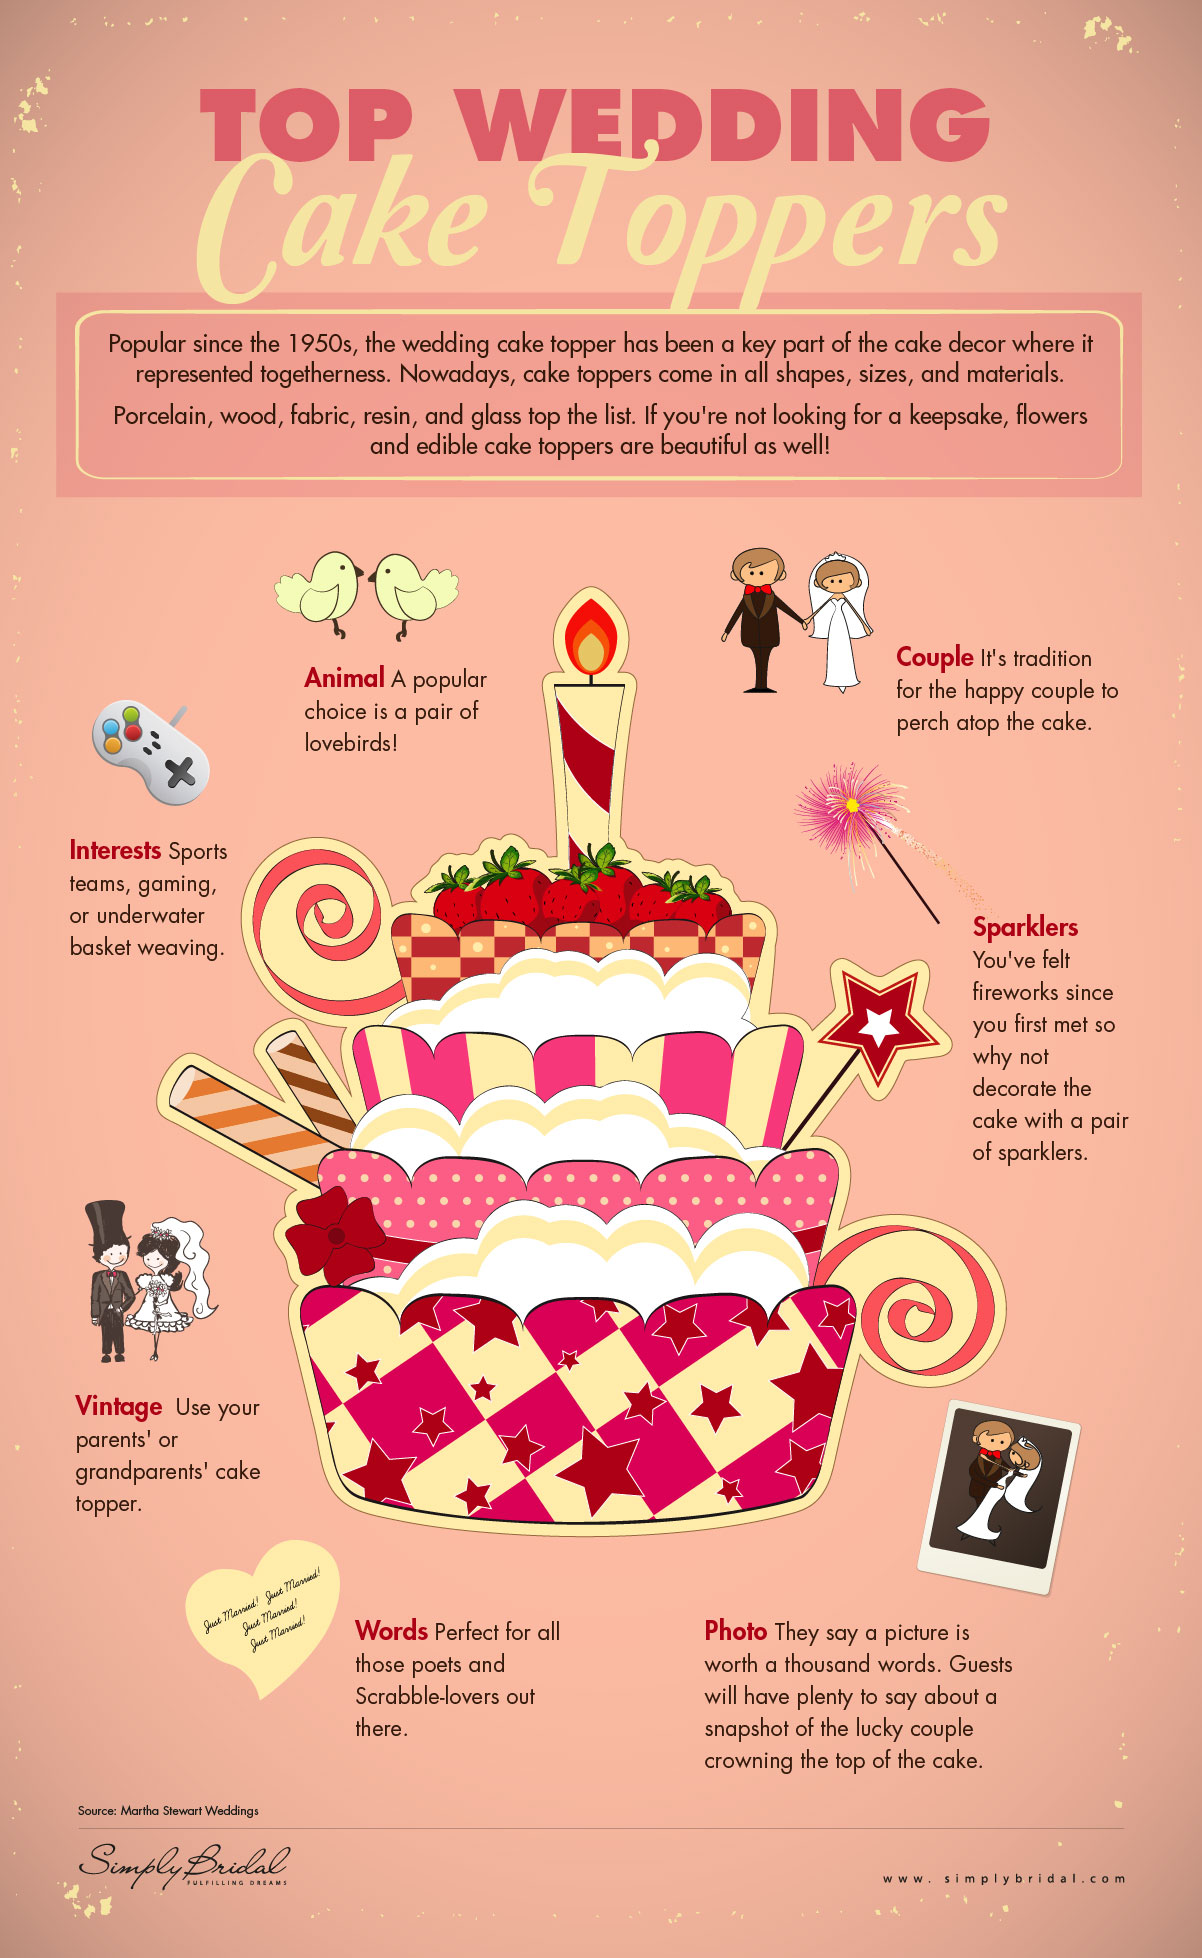 TOP WEDDING
Cake Toppers
Popular since the 1950s, the wedding cake topper has been a key part of the cake decor where it
represented togetherness. Nowadays, cake toppers come in all shapes, sizes, and materials.
Porcelain, wood, fabric, resin, and glass top the list. If you're not looking for a keepsake, flowers
and edible cake toppers are beautiful as well!
Animal A popular
choice is a pair of
lovebirds!
Couple It's tradition
for the happy couple to
perch atop the cake.
Interests Sports
teams, gaming,
or underwater
basket weaving.
Sparklers
You've felt
fireworks since
you first met so
why not
decorate the
cake with a pair
of sparklers.
Vintage Use your
parents' or
grandparents' cake
topper.
Just Married! Just Married!
Just Married!
Just Married!
Words Perfect for all
those poets and
Scrabble-lovers out
there.
Photo They say a picture is
worth a thousand words. Guests
will have plenty to say about a
snapshot of the lucky couple
crowning the top of the cake.
Source: Martha Stewart Weddings
Simply Bridal
FULFILLING DREAMS
www. simplybridal.com